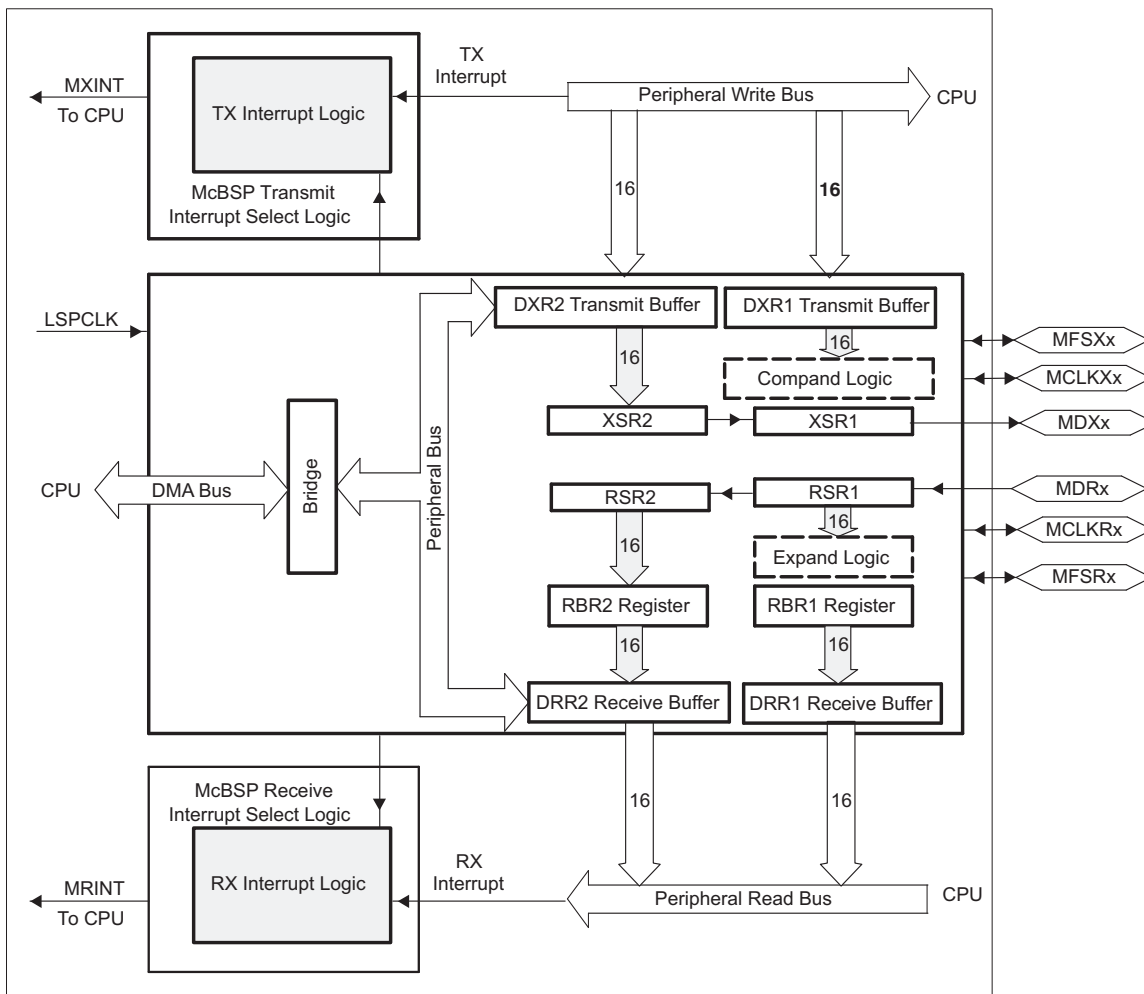 TX
Interrupt
MXINT
To CPU
TX Interrupt Logic
Peripheral Write Bus
CPU
McBSP Transmit
Interrupt Select Logic
16
16
LSPCLK
DXR2 Transmit Buffer
DXR1 Transmit Buffer
16
16
MFSXx
Compand Logic
MCLKXx
XSR2
XSR1
MDXx
Peripheral Bus
CPU
DMA Bus
Bridge
RSR2
RSR1
MDRx
16
16
MCLKRx
Expand Logic
MFSRx
RBR2 Register
RBR1 Register
16
16
DRR2 Receive Buffer
DRR1 Receive Buffer
McBSP Receive
Interrupt Select Logic
16
16
RX Interrupt Logic
RX
Interrupt
MRINT
To CPU
Peripheral Read Bus
CPU